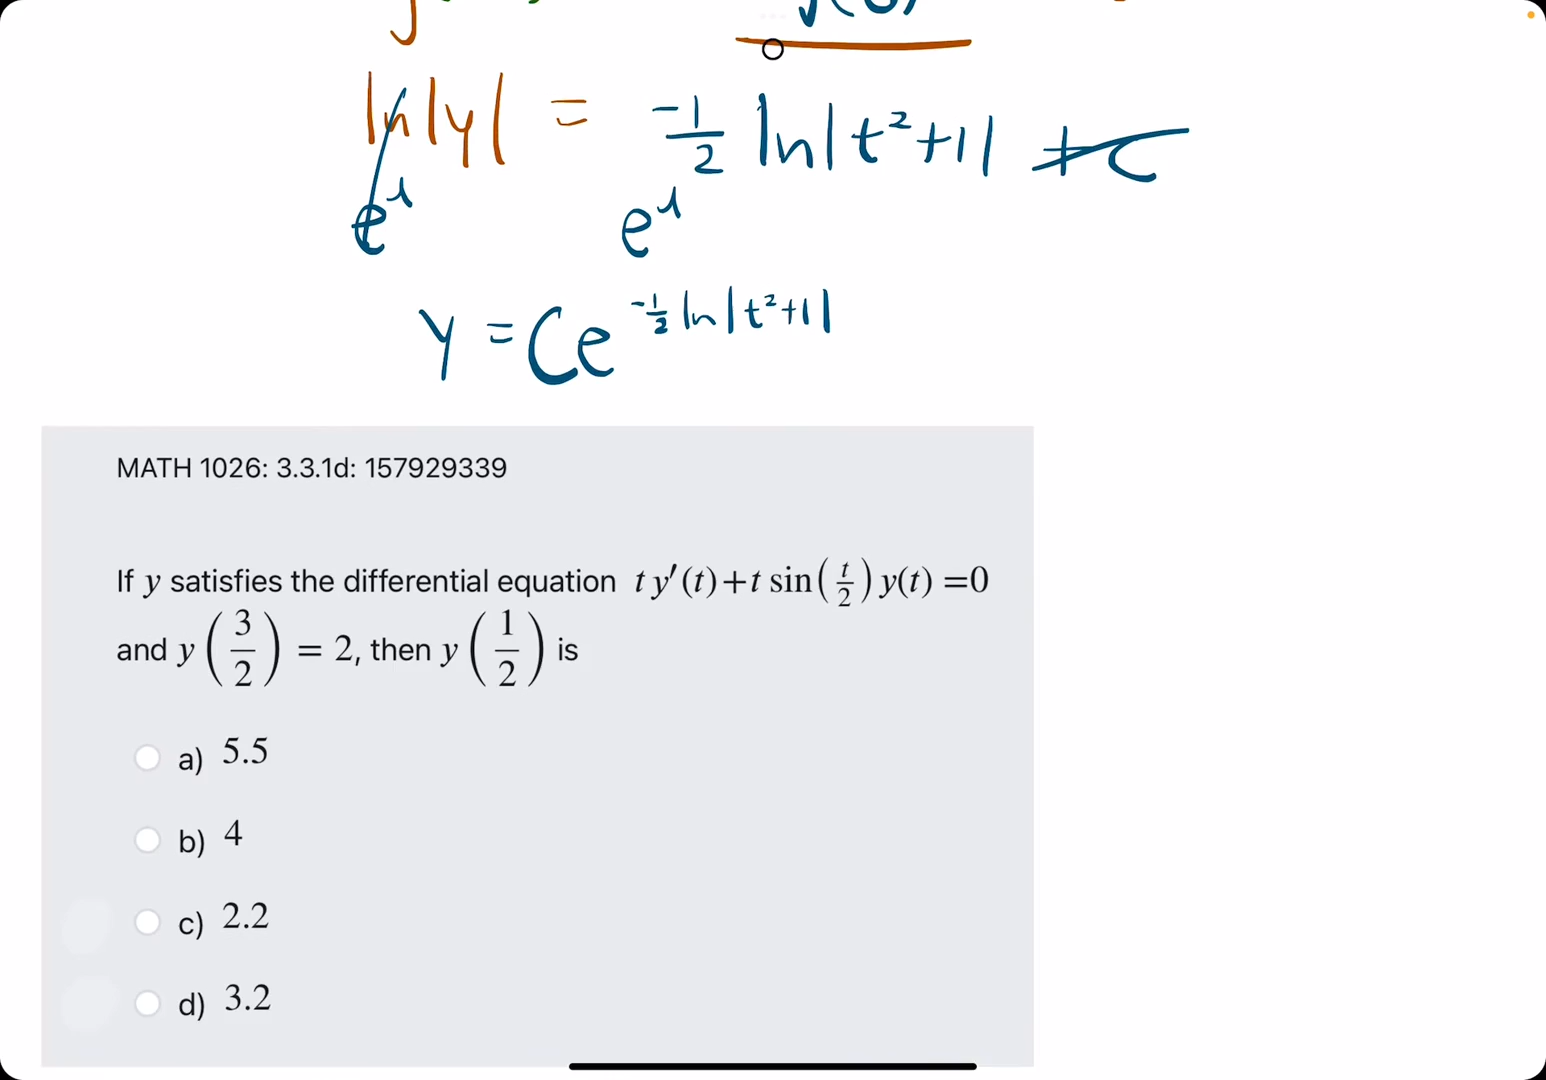 ln|y| = -1/2 ln|t²+1| +C
e^ e^
y = Ce^(-1/2 ln|t²+1|)
MATH 1026: 3.3.1d: 157929339
If y satisfies the differential equation t y′(t)+t sin(t/2) y(t) =0
and y(3/2) = 2, then y(1/2) is
a) 5.5
b) 4
c) 2.2
d) 3.2